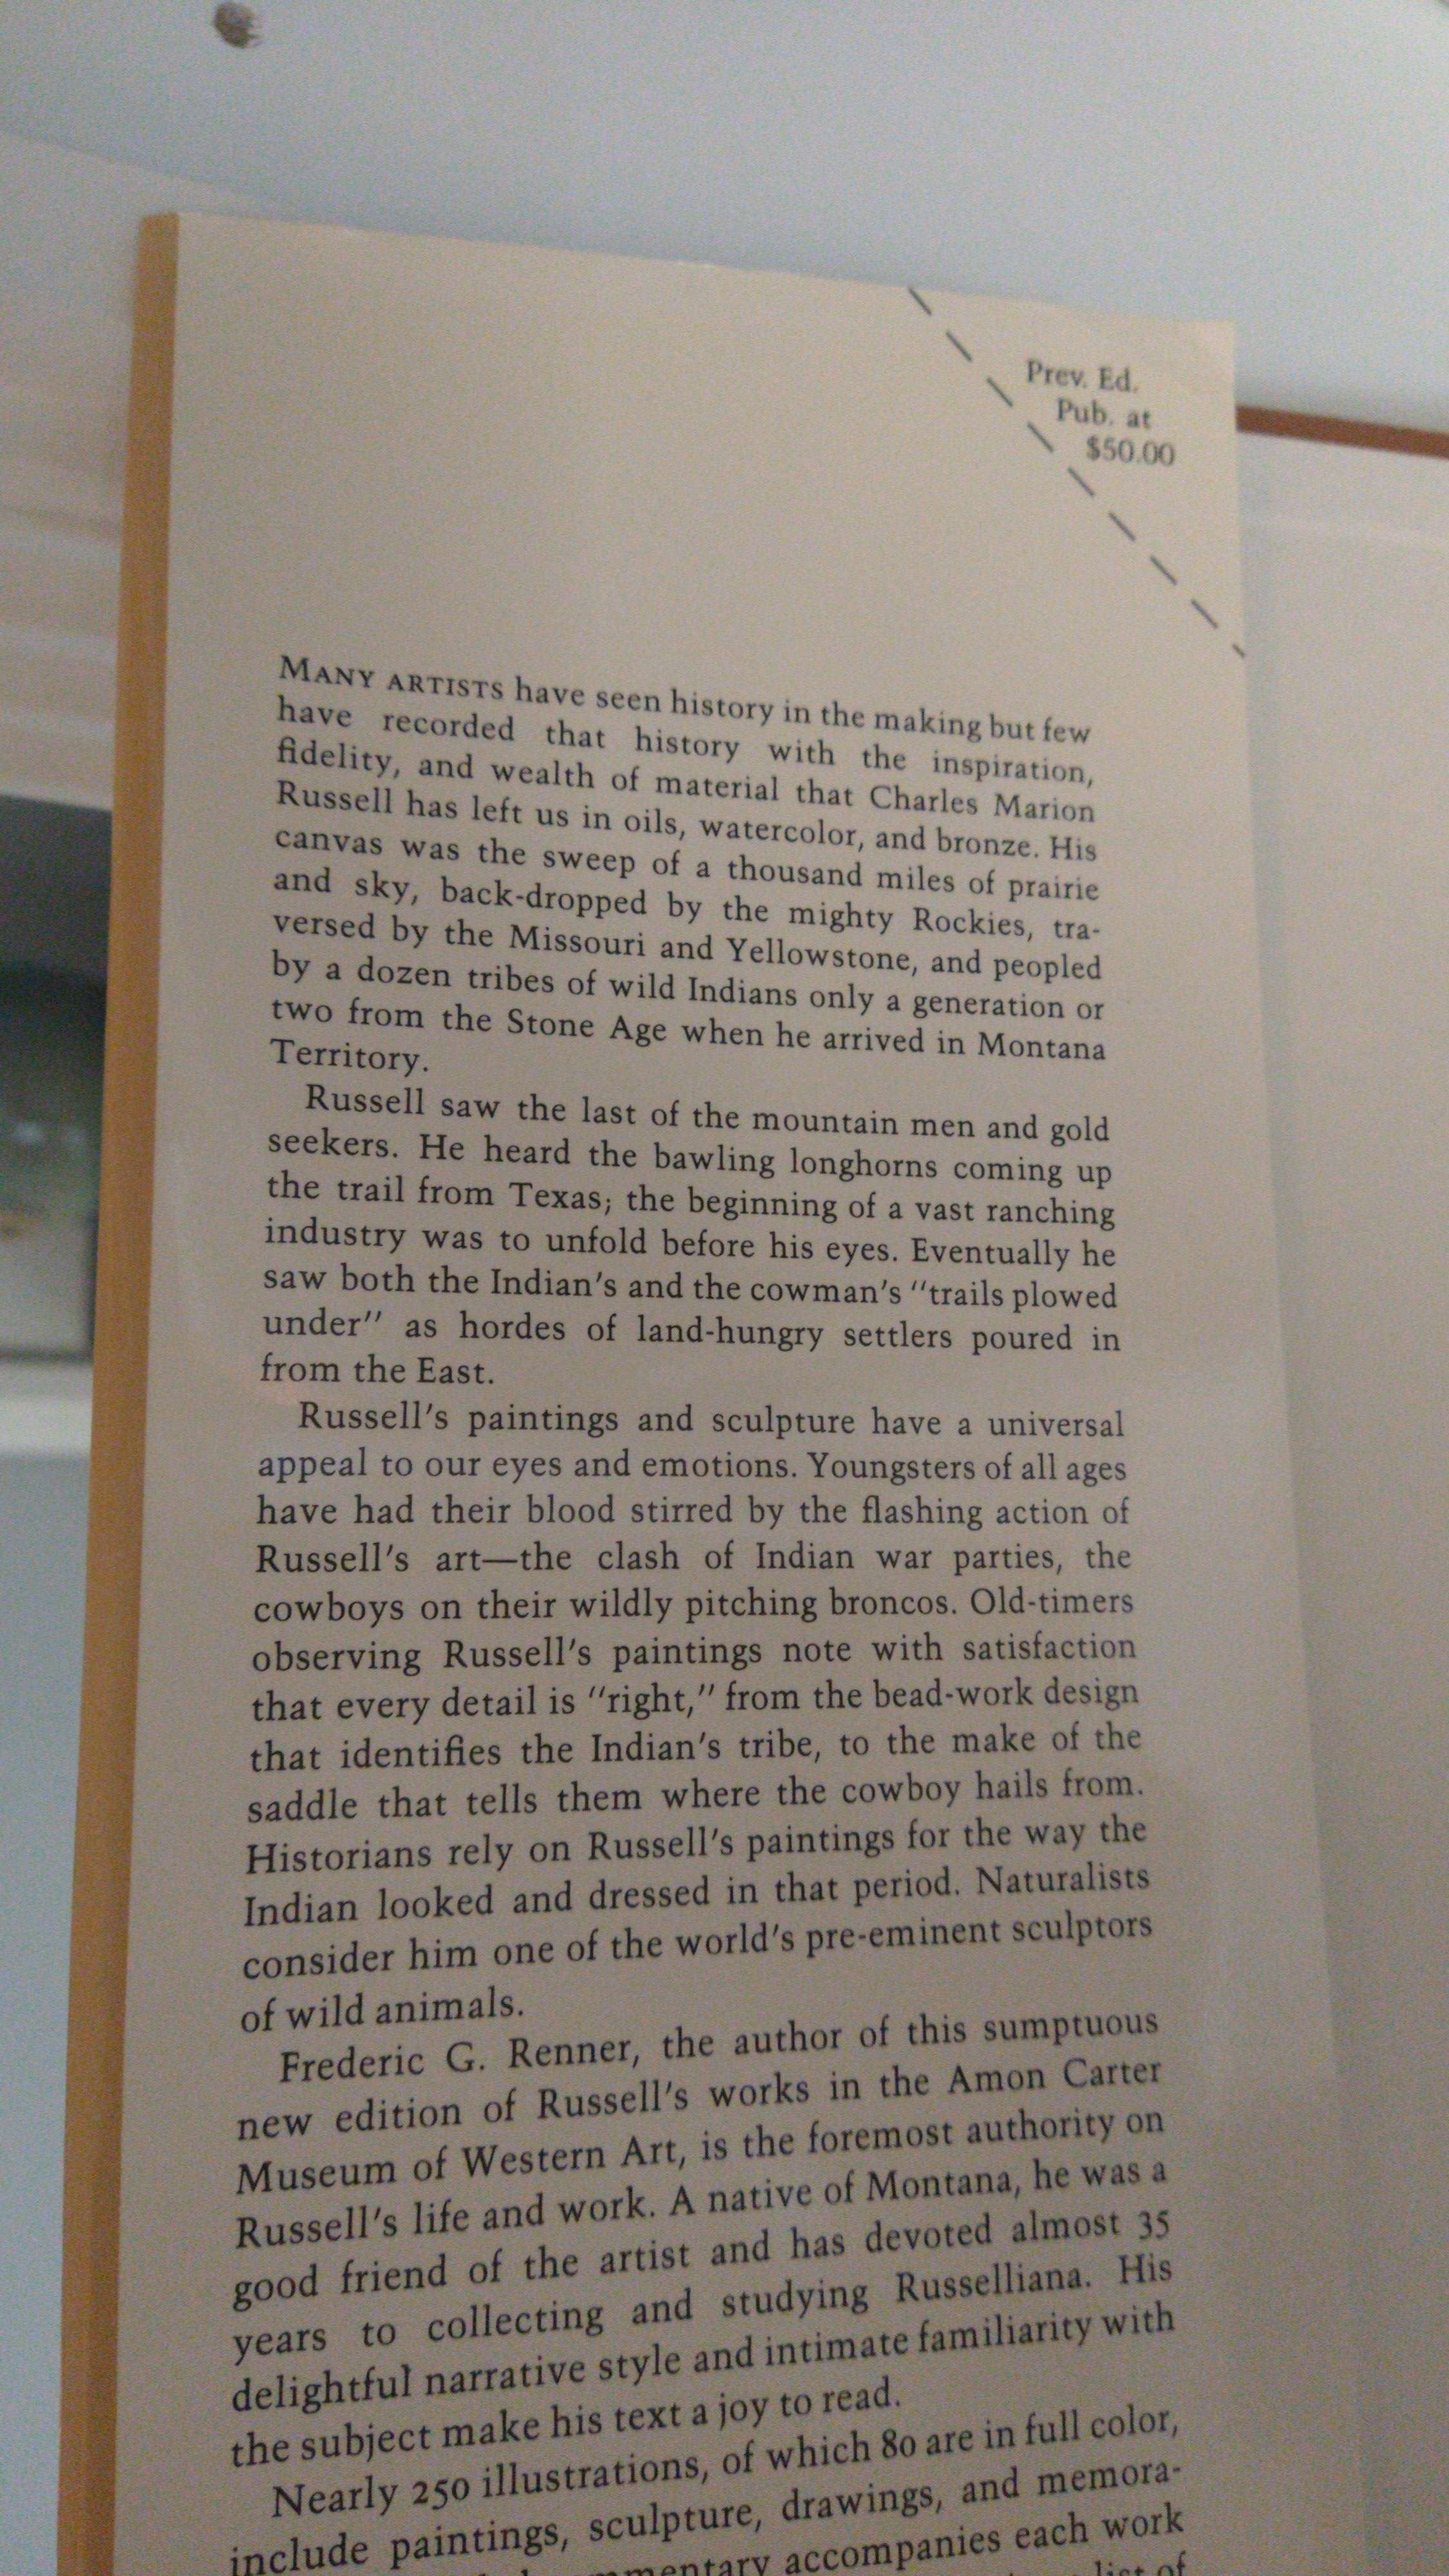 Prev. Ed.
Pub. at
$50.00
MANY ARTISTS have seen history in the making but few
have recorded that history with the inspiration,
fidelity, and wealth of material that Charles Marion
Russell has left us in oils, watercolor, and bronze. His
canvas was the sweep of a thousand miles of prairie
and sky, back-dropped by the mighty Rockies, tra-
versed by the Missouri and Yellowstone, and peopled
by a dozen tribes of wild Indians only a generation or
two from the Stone Age when he arrived in Montana
Territory.
Russell saw the last of the mountain men and gold
seekers. He heard the bawling longhorns coming up
the trail from Texas; the beginning of a vast ranching
industry was to unfold before his eyes. Eventually he
saw both the Indian's and the cowman's "trails plowed
under" as hordes of land-hungry settlers poured in
from the East.
Russell's paintings and sculpture have a universal
appeal to our eyes and emotions. Youngsters of all ages
have had their blood stirred by the flashing action of
Russell's art—the clash of Indian war parties, the
cowboys on their wildly pitching broncos. Old-timers
observing Russell's paintings note with satisfaction
that every detail is "right," from the bead-work design
that identifies the Indian's tribe, to the make of the
saddle that tells them where the cowboy hails from.
Historians rely on Russell's paintings for the way the
Indian looked and dressed in that period. Naturalists
consider him one of the world's pre-eminent sculptors
of wild animals.
Frederic G. Renner, the author of this sumptuous
new edition of Russell's works in the Amon Carter
Museum of Western Art, is the foremost authority on
Russell's life and work. A native of Montana, he was a
good friend of the artist and has devoted almost 35
years to collecting and studying Russelliana. His
delightful narrative style and intimate familiarity with
the subject make his text a joy to read.
Nearly 250 illustrations, of which 80 are in full color,
include paintings, sculpture, drawings, and memora-
accompanies each work
list of